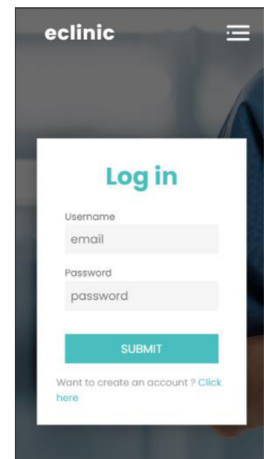 eclinic
Log in
Username
email
Password
password
SUBMIT
Want to create an account ? Click
here